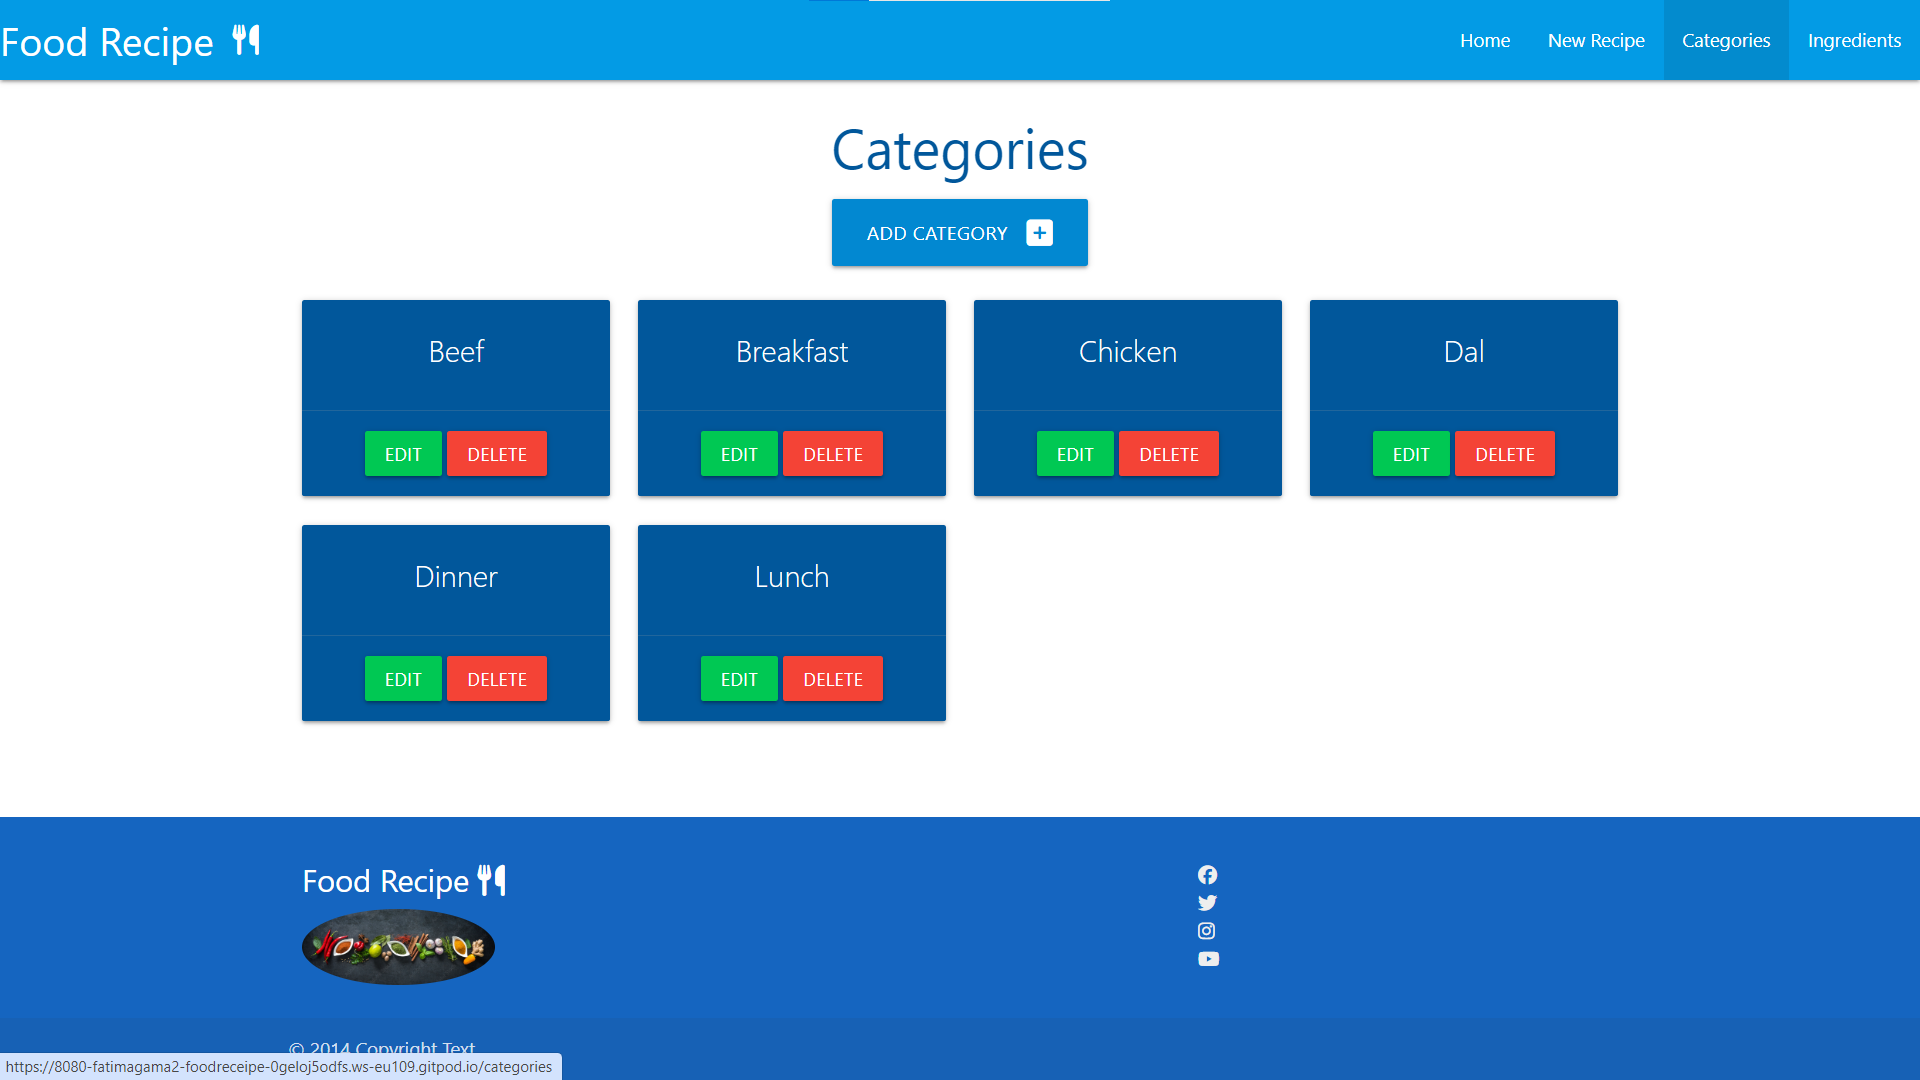 Food Recipe
Home
New Recipe
Categories
Ingredients
Categories
ADD CATEGORY
Beef
Breakfast
Chicken
Dal
EDIT DELETE
EDIT DELETE
EDIT DELETE
EDIT DELETE
Dinner
Lunch
EDIT DELETE
EDIT DELETE
Food Recipe
© 2014 Copyright Text
https://8080-fatimagama2-foodreceipe-0geloj5odfs.ws-eu109.gitpod.io/categories